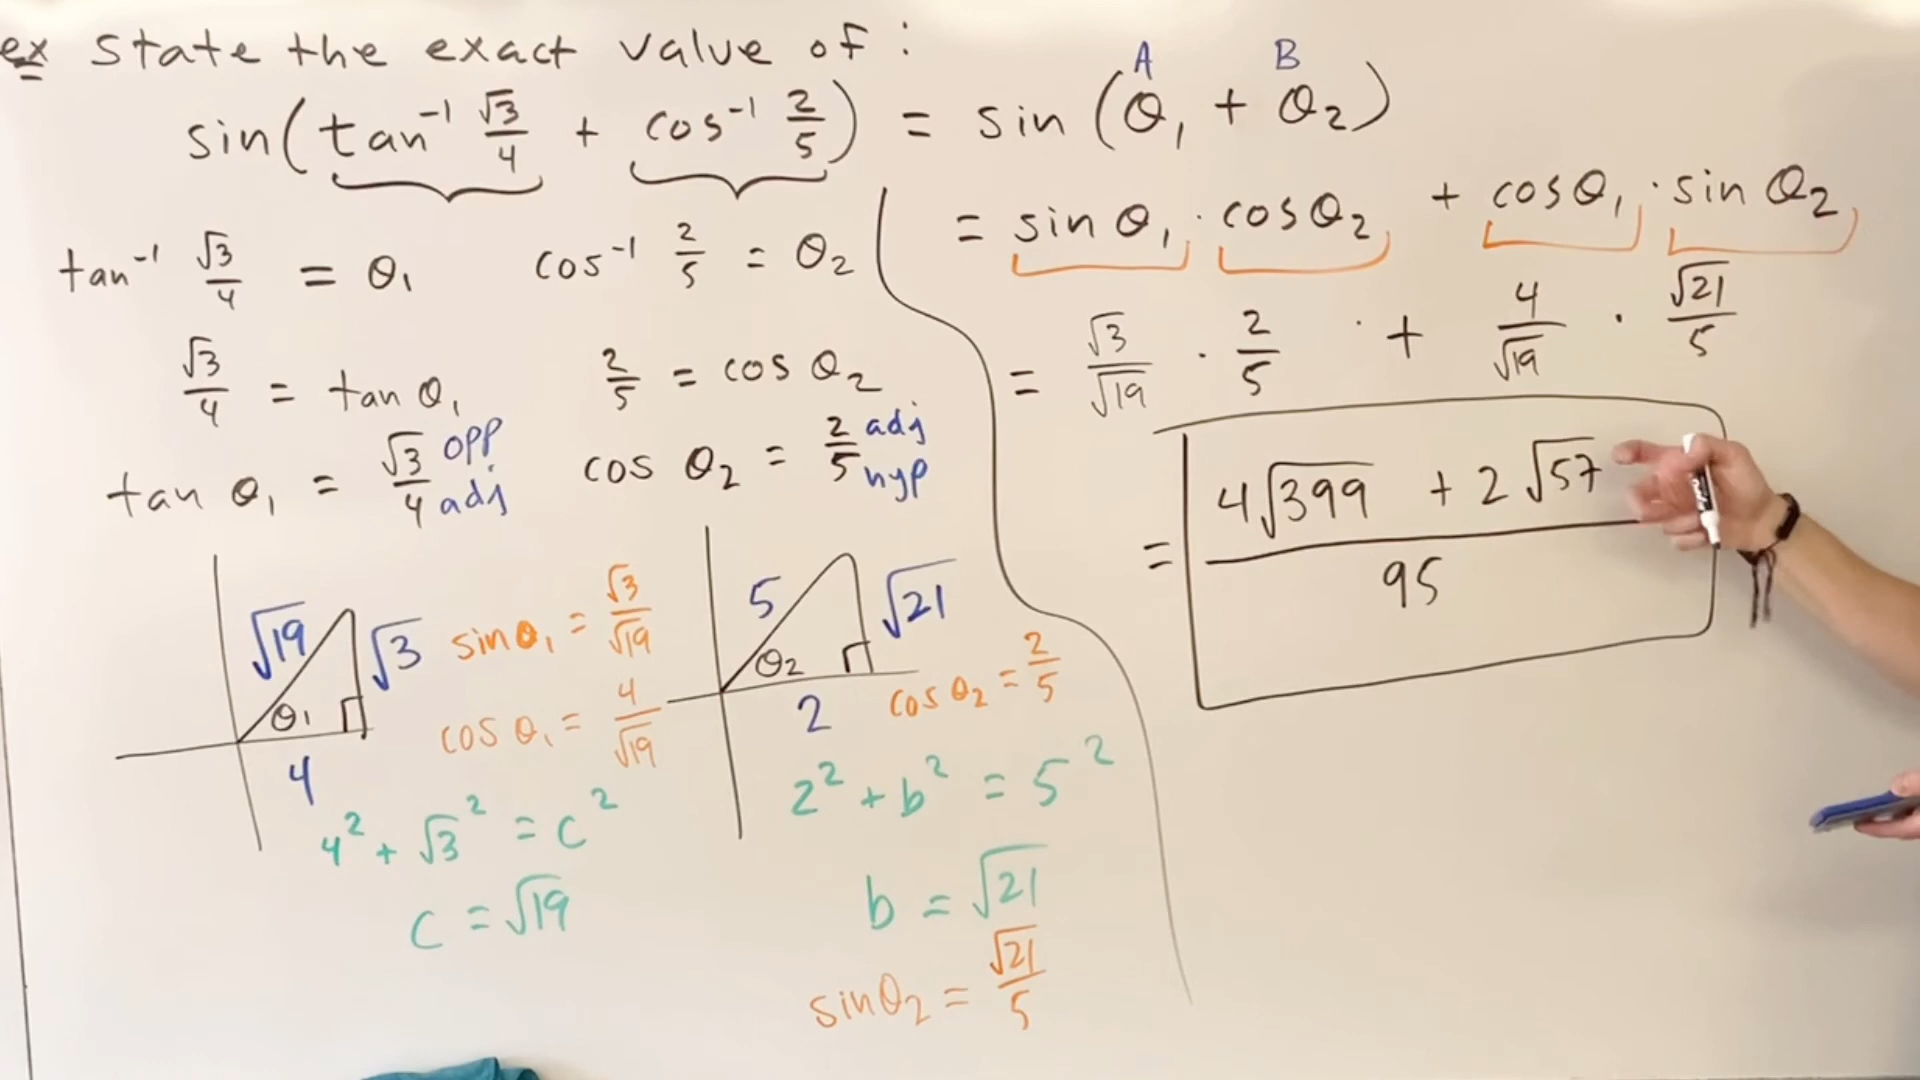 ex state the exact value of:
sin(tan⁻¹ √3/4 + cos⁻¹ 2/5) = sin(θ₁ + θ₂)
A B
= sin θ₁ · cos θ₂ + cos θ₁ · sin θ₂
= √3/√19 · 2/5 + 4/√19 · √21/5
= (4√399 + 2√57)/95
tan⁻¹ √3/4 = θ₁
√3/4 = tan θ₁
tan θ₁ = √3/4 opp adj
cos⁻¹ 2/5 = θ₂
2/5 = cos θ₂
cos θ₂ = 2/5 adj hyp
√19 √3
θ₁
4
sin θ₁ = √3/√19
cos θ₁ = 4/√19
4² + √3² = c²
c = √19
5 √21
θ₂
2
cos θ₂ = 2/5
2² + b² = 5²
b = √21
sin θ₂ = √21/5